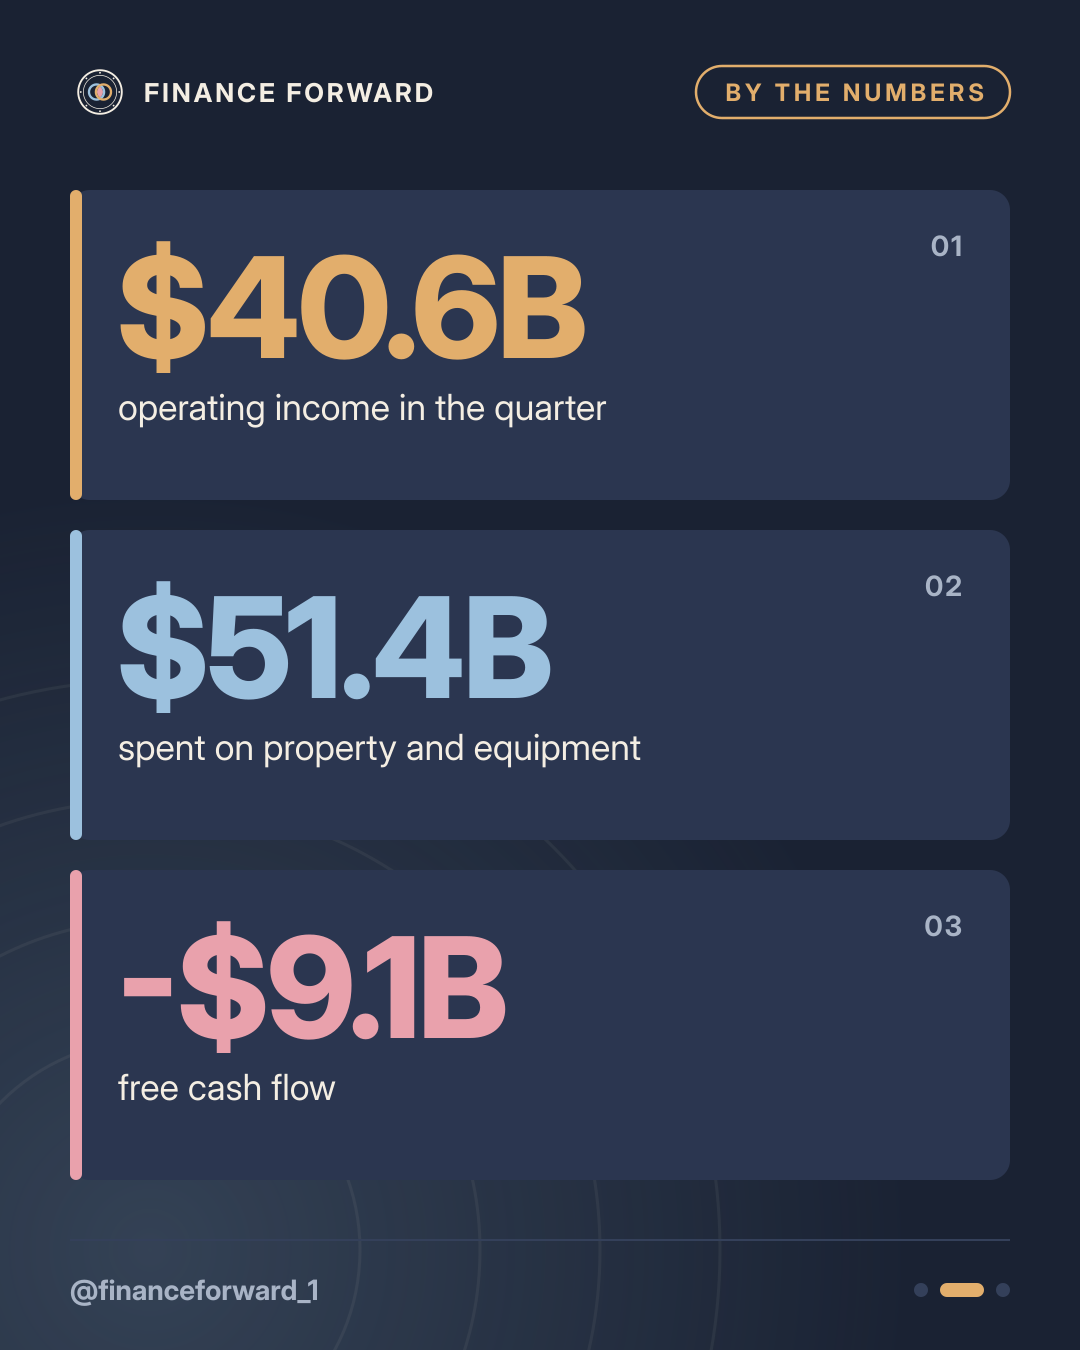 FINANCE FORWARD
BY THE NUMBERS
01
$40.6B
operating income in the quarter
02
$51.4B
spent on property and equipment
03
-$9.1B
free cash flow
@financeforward_1